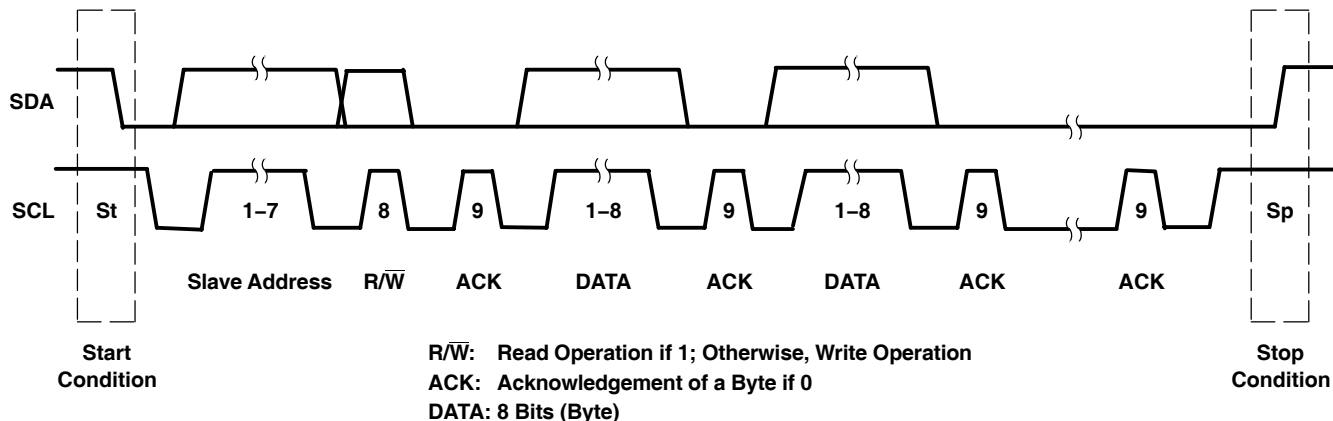 SDA
SCL St 1–7 8 9 1–8 9 1–8 9 9 Sp
Slave Address R/W̅ ACK DATA ACK DATA ACK ACK
Start
Condition
Stop
Condition
R/W̅: Read Operation if 1; Otherwise, Write Operation
ACK: Acknowledgement of a Byte if 0
DATA: 8 Bits (Byte)